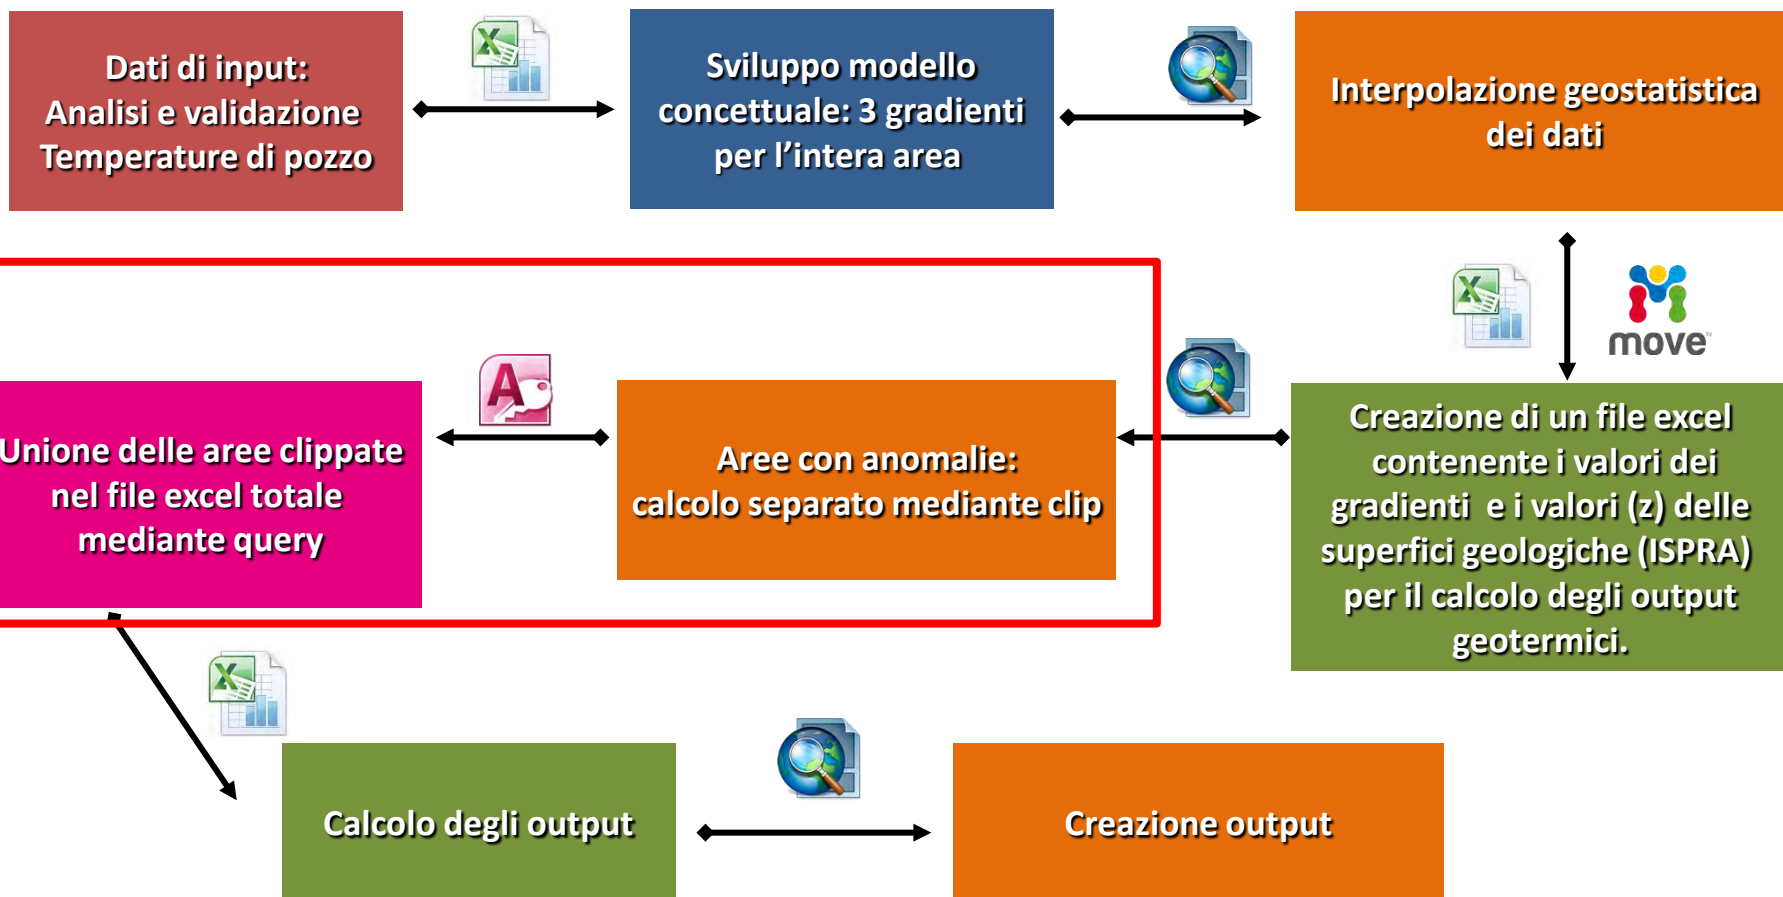 Dati di input:
Analisi e validazione
Temperature di pozzo
Sviluppo modello
concettuale: 3 gradienti
per l'intera area
Interpolazione geostatistica
dei dati
move
Unione delle aree clippate
nel file excel totale
mediante query
Aree con anomalie:
calcolo separato mediante clip
Creazione di un file excel
contenente i valori dei
gradienti e i valori (z) delle
superfici geologiche (ISPRA)
per il calcolo degli output
geotermici.
Calcolo degli output
Creazione output